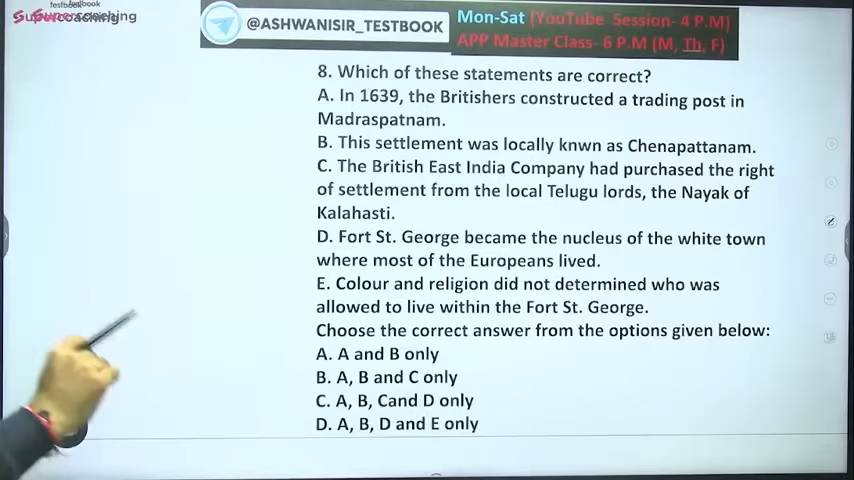 testbook testbook
Supercoaching
Supercoaching
@ASHWANISIR_TESTBOOK
Mon-Sat (YouTube Session- 4 P.M)
APP Master Class- 6 P.M (M, Th, F)
8. Which of these statements are correct?
A. In 1639, the Britishers constructed a trading post in
Madraspatnam.
B. This settlement was locally knwn as Chenapattanam.
C. The British East India Company had purchased the right
of settlement from the local Telugu lords, the Nayak of
Kalahasti.
D. Fort St. George became the nucleus of the white town
where most of the Europeans lived.
E. Colour and religion did not determined who was
allowed to live within the Fort St. George.
Choose the correct answer from the options given below:
A. A and B only
B. A, B and C only
C. A, B, Cand D only
D. A, B, D and E only